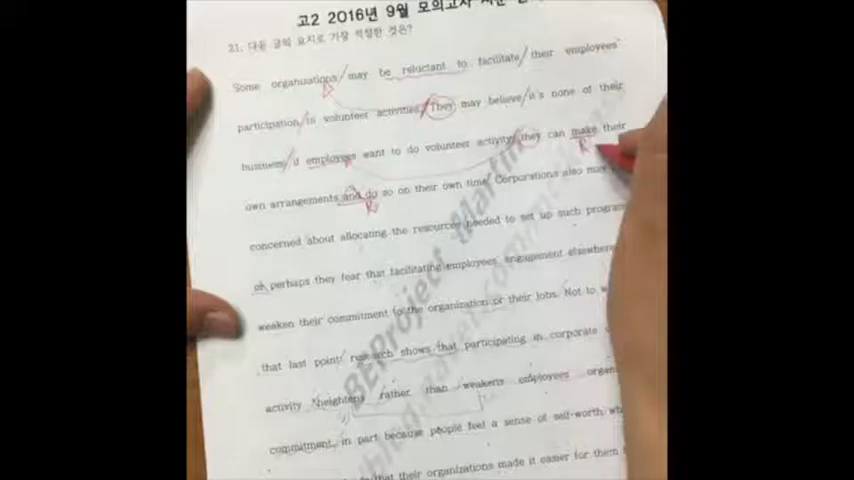 고2 2016년 9월 모의고사
21. 다음 글의 요지로 가장 적절한 것은?
Some organizations may be reluctant to facilitate their employees'
participation in volunteer activities. They may believe it's none of their
business if employees want to do volunteer activity, they can make their
own arrangements and do so on their own time. Corporations also may
concerned about allocating the resources needed to set up such programs
or perhaps they fear that facilitating employees' engagement elsewhere
weaken their commitment to the organization or their jobs. Not to
that last point, research shows that participating in corporate
activity heightens rather than weakens employees
commitment, in part because people feel a sense of self-worth
that their organizations made it easier for them
R
R
BEProject Martin